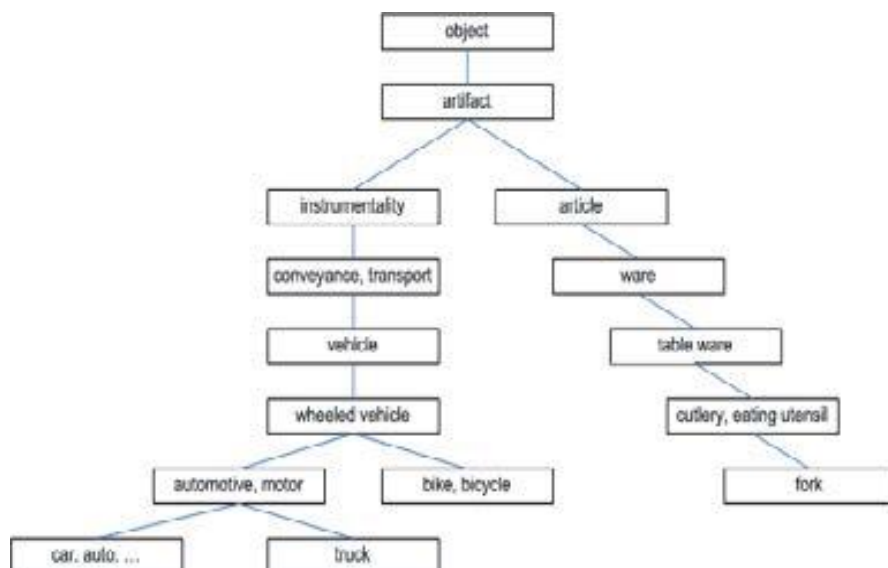 object
artifact
instrumentality
article
conveyance, transport
ware
vehicle
table ware
wheeled vehicle
cutlery, eating utensil
automotive, motor
bike, bicycle
fork
car, auto, ...
truck